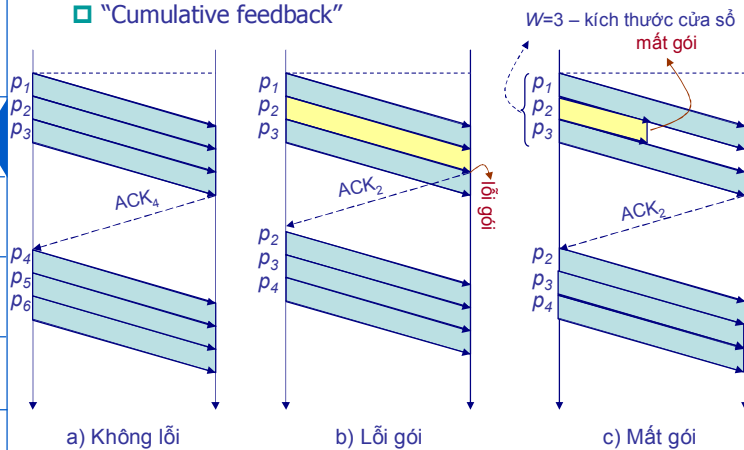 “Cumulative feedback”
W=3 – kích thước cửa sổ
mất gói
p1
p2
p3
ACK4
p4
p5
p6
a) Không lỗi
p1
p2
p3
lỗi gói
ACK2
p2
p3
p4
b) Lỗi gói
p1
p2
p3
ACK2
p2
p3
p4
c) Mất gói